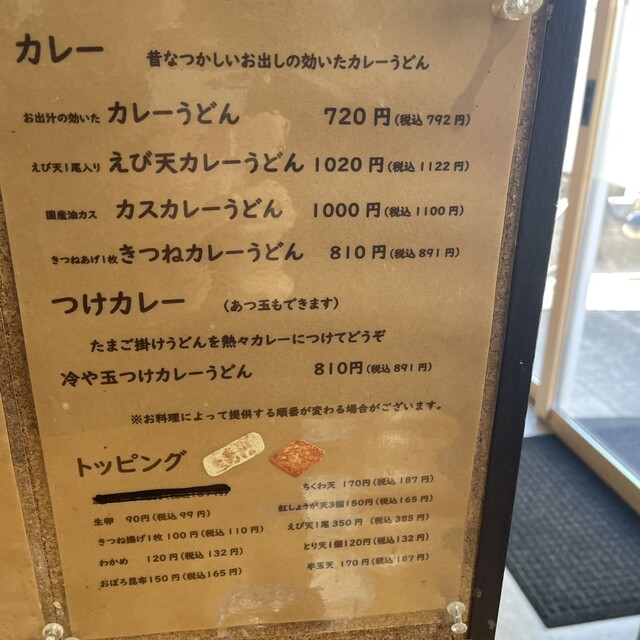 カレー 昔なつかしいお出しの効いたカレーうどん
お出汁の効いた カレーうどん 720円(税込792円)
えび天1尾入り えび天カレーうどん 1020円(税込1122円)
国産油カス カスカレーうどん 1000円(税込1100円)
きつねあげ1枚 きつねカレーうどん 810円(税込891円)
つけカレー (あつ玉もできます)
たまご掛けうどんを熱々カレーにつけてどうぞ
冷や玉つけカレーうどん 810円(税込891円)
※お料理によって提供する順番が変わる場合がございます。
トッピング
生卵 90円(税込99円)
きつね揚げ1枚100円(税込110円)
わかめ 120円(税込132円)
おぼろ昆布150円(税込165円)
ちくわ天 170円(税込187円)
紅しょうが天3個150円(税込165円)
えび天1尾350円 (税込385円)
とり天1個120円(税込132円)
半玉天 170円(税込187円)